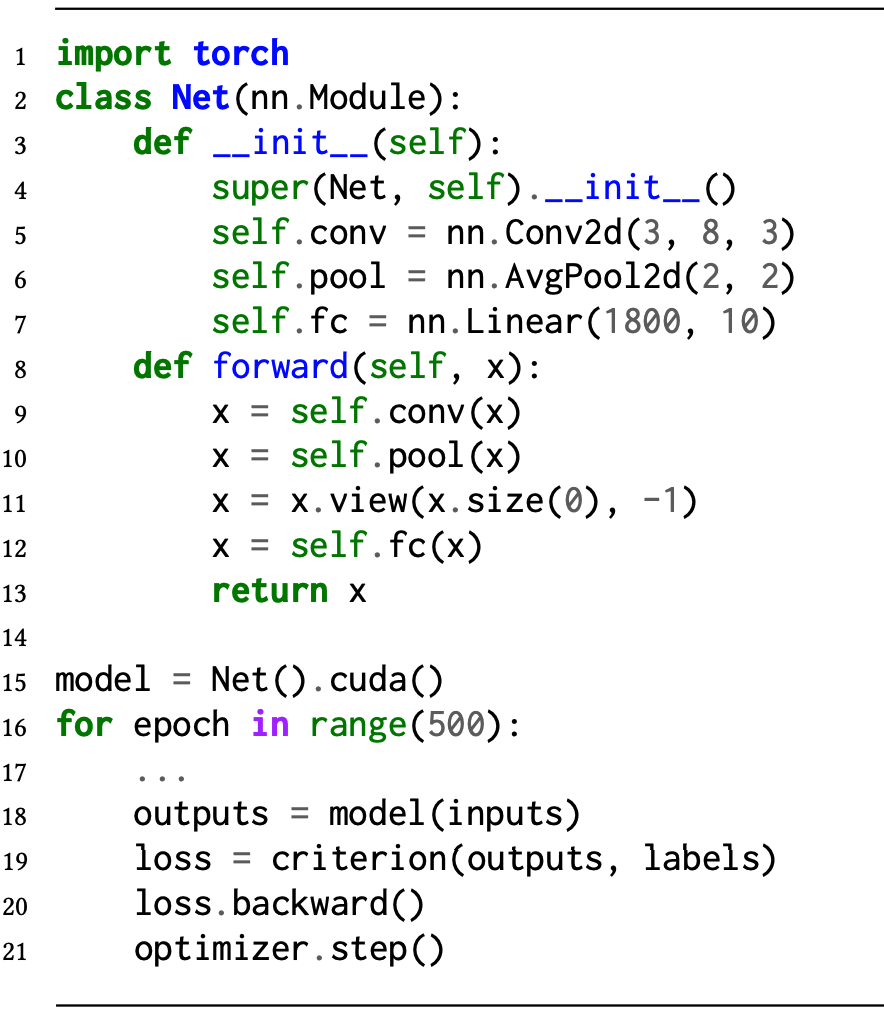 1 import torch
2 class Net(nn.Module):
3     def __init__(self):
4         super(Net, self).__init__()
5         self.conv = nn.Conv2d(3, 8, 3)
6         self.pool = nn.AvgPool2d(2, 2)
7         self.fc = nn.Linear(1800, 10)
8     def forward(self, x):
9         x = self.conv(x)
10         x = self.pool(x)
11         x = x.view(x.size(0), -1)
12         x = self.fc(x)
13         return x
14
15 model = Net().cuda()
16 for epoch in range(500):
17     ...
18     outputs = model(inputs)
19     loss = criterion(outputs, labels)
20     loss.backward()
21     optimizer.step()